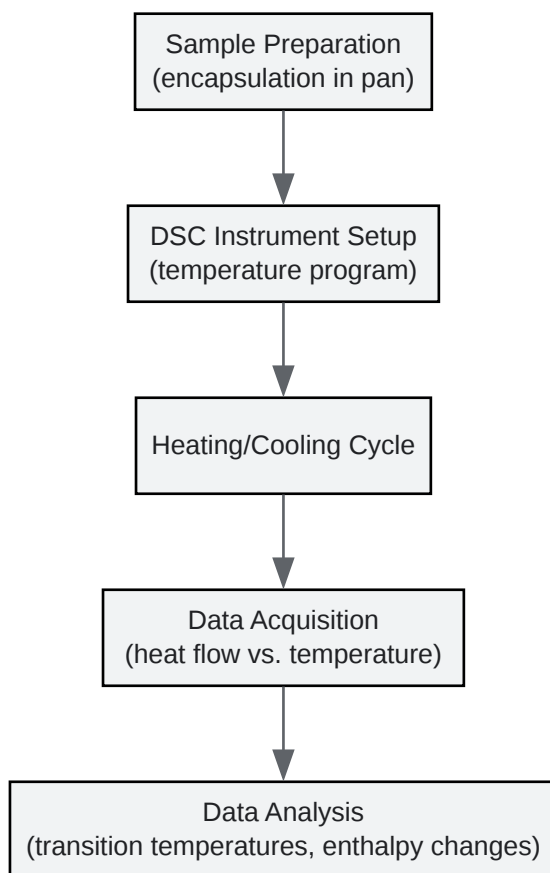 Sample Preparation
(encapsulation in pan)
DSC Instrument Setup
(temperature program)
Heating/Cooling Cycle
Data Acquisition
(heat flow vs. temperature)
Data Analysis
(transition temperatures, enthalpy changes)